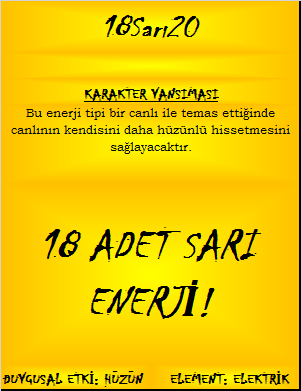 18Sarı20
KARAKTER YANSIMASI
Bu enerji tipi bir canlı ile temas ettiğinde
canlının kendisini daha hüzünlü hissetmesini
sağlayacaktır.
18 ADET SARI
ENERJİ!
DUYGUSAL ETKİ: HÜZÜN ELEMENT: ELEKTRİK